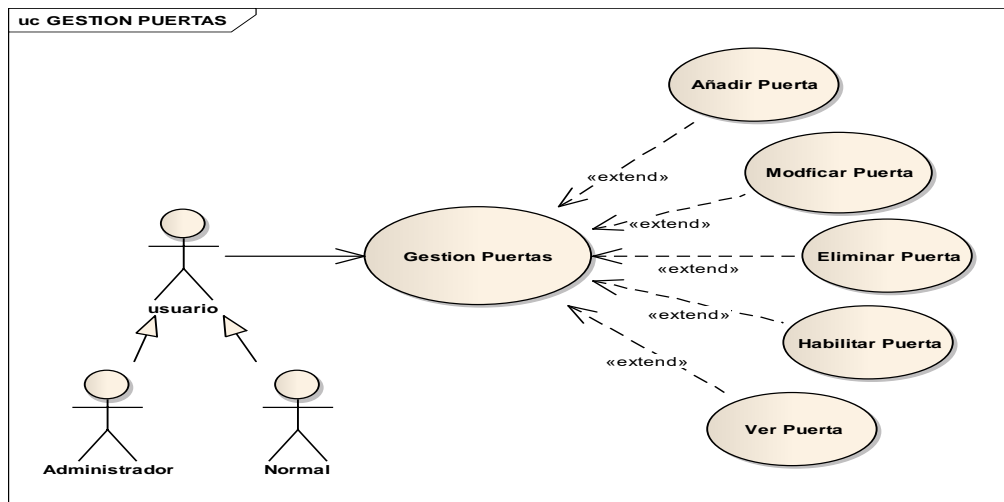 uc GESTION PUERTAS
Añadir Puerta
«extend»
Modficar Puerta
«extend»
Gestion Puertas
Eliminar Puerta
«extend»
usuario
Habilitar Puerta
«extend»
«extend»
Ver Puerta
Administrador
Normal